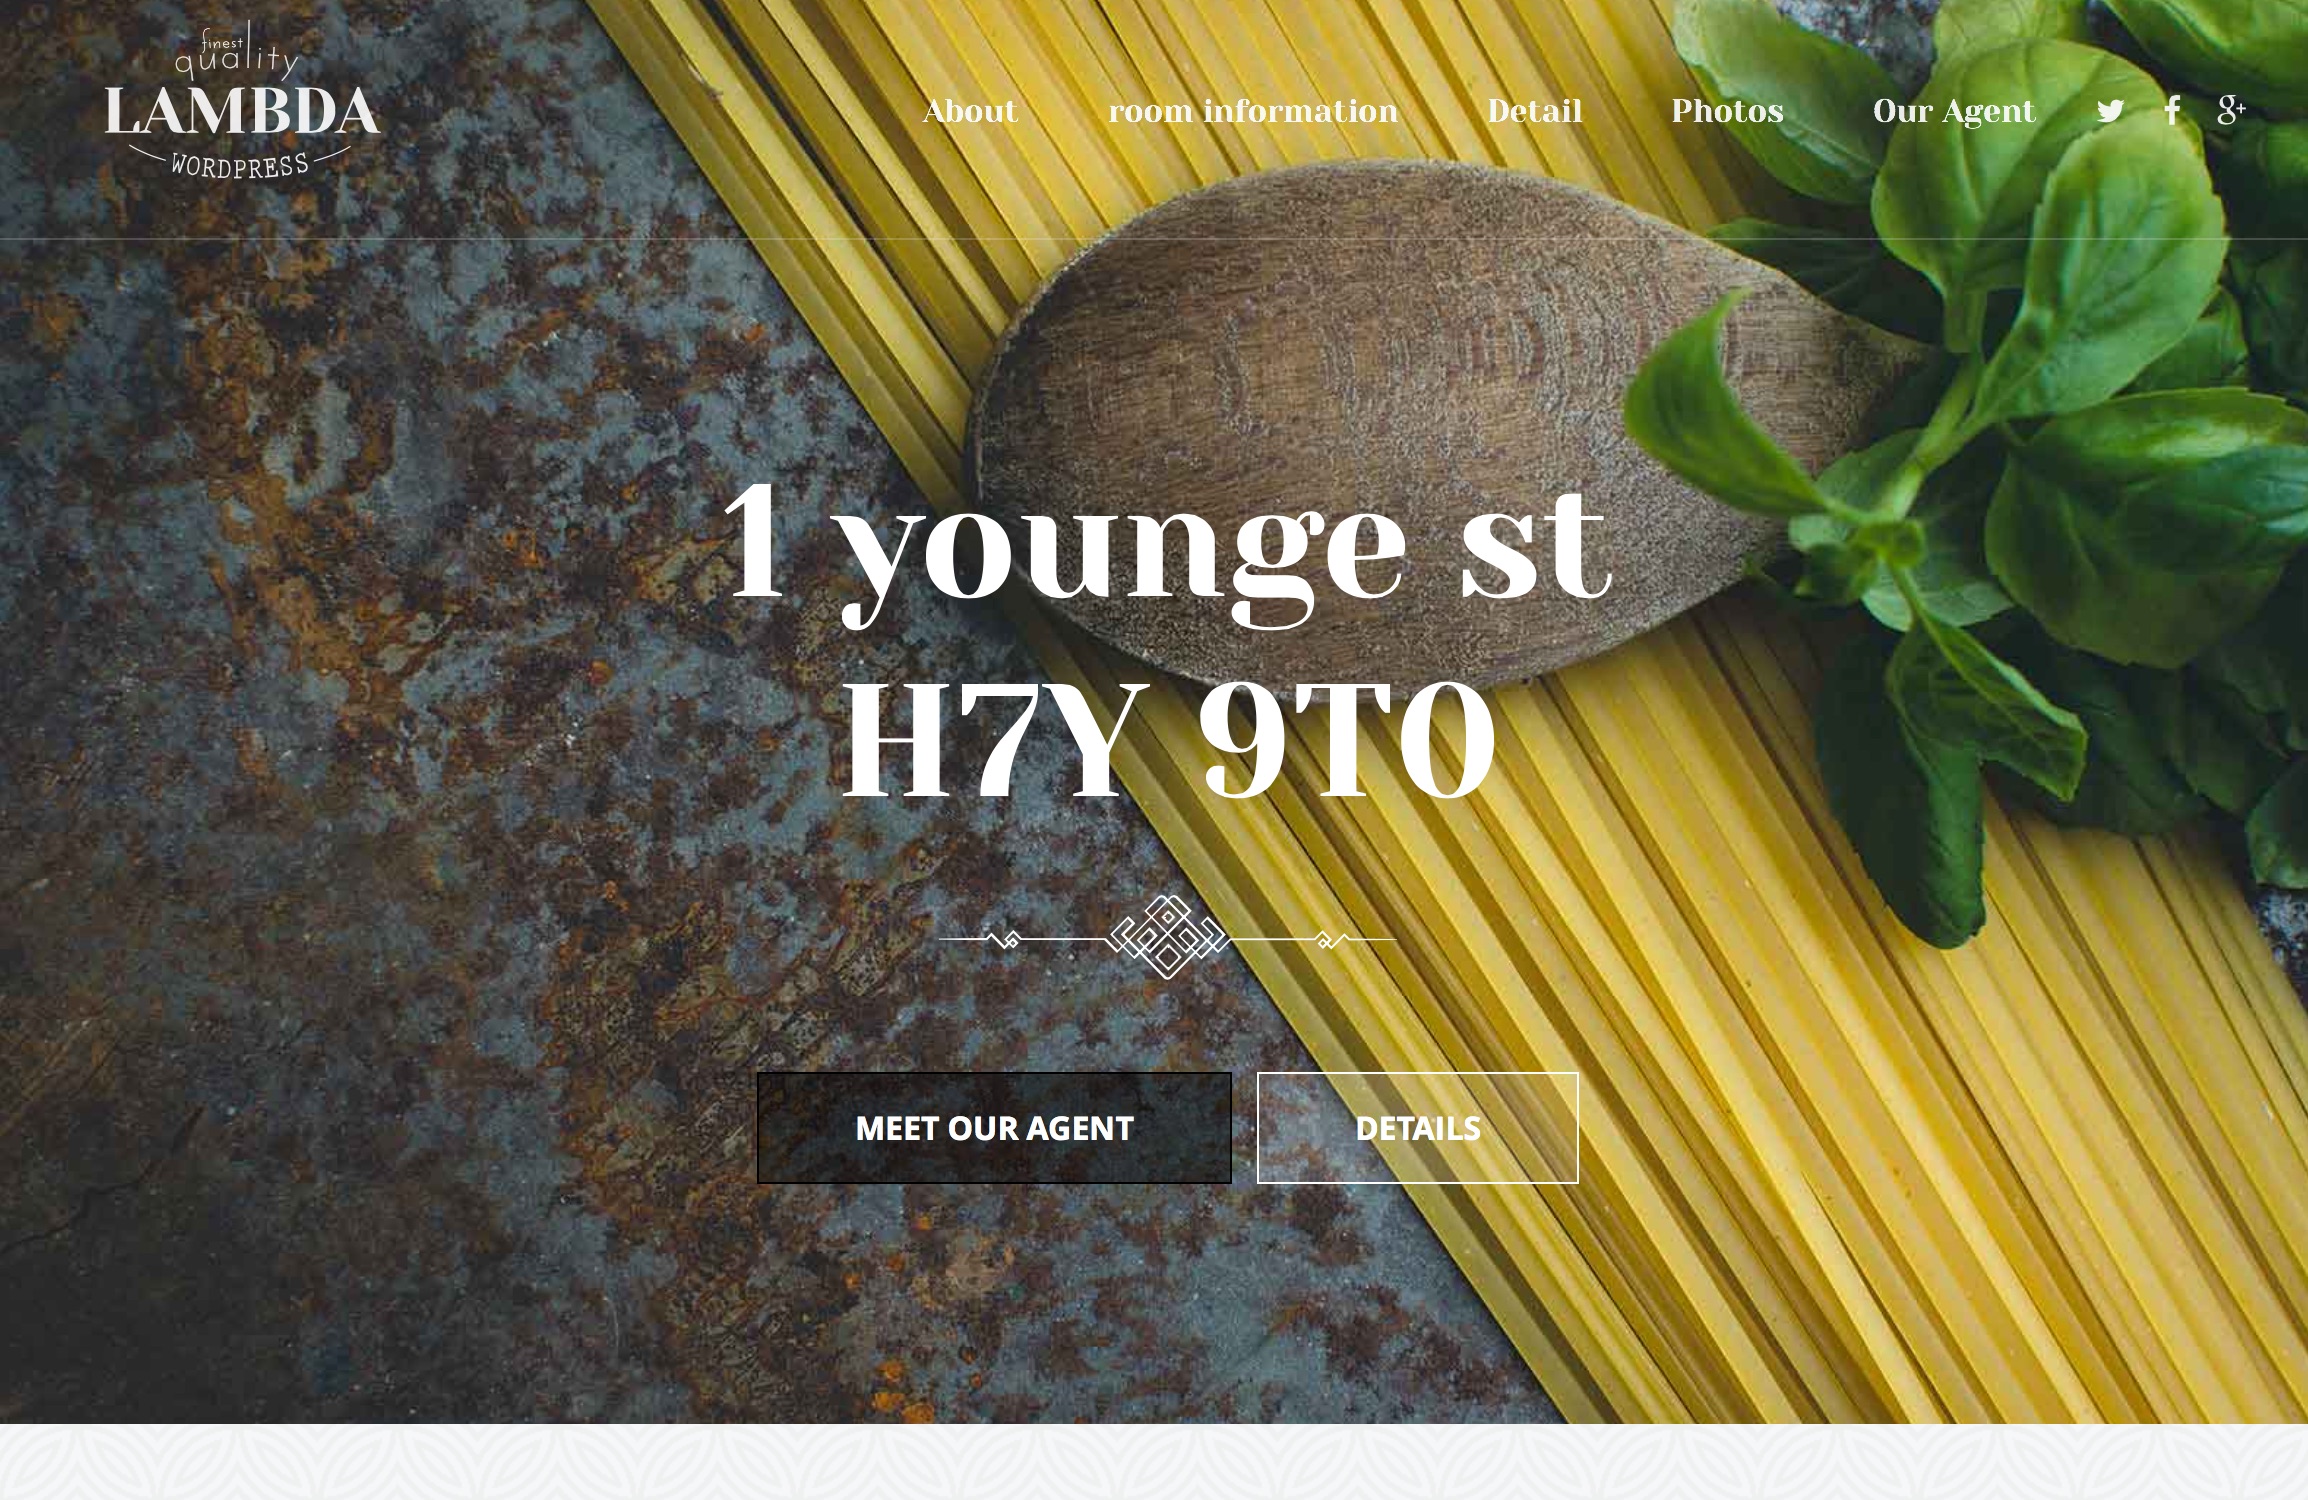 finest
quality
LAMBDA
WORDPRESS
About room information Detail Photos Our Agent
1 younge st
H7Y 9T0
MEET OUR AGENT DETAILS